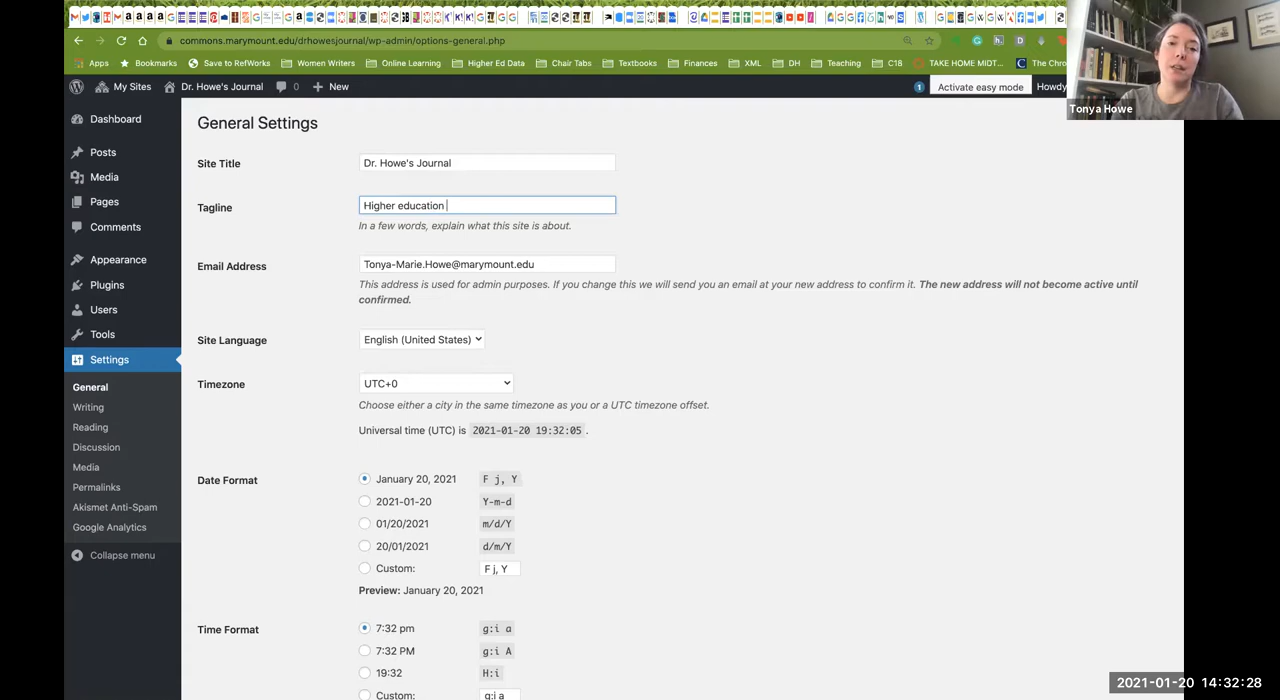 commons.marymount.edu/drhowesjournal/wp-admin/options-general.php
Apps Bookmarks Save to RefWorks Women Writers Online Learning Higher Ed Data Chair Tabs Textbooks Finances XML DH Teaching C18 TAKE HOME MIDT... The Chro
My Sites Dr. Howe's Journal 0 New 1 Activate easy mode Howdy
Tonya Howe
Dashboard
Posts
Media
Pages
Comments
Appearance
Plugins
Users
Tools
Settings
General
Writing
Reading
Discussion
Media
Permalinks
Akismet Anti-Spam
Google Analytics
Collapse menu
General Settings
Site Title Dr. Howe's Journal
Tagline Higher education
In a few words, explain what this site is about.
Email Address Tonya-Marie.Howe@marymount.edu
This address is used for admin purposes. If you change this we will send you an email at your new address to confirm it. The new address will not become active until
confirmed.
Site Language English (United States)
Timezone UTC+0
Choose either a city in the same timezone as you or a UTC timezone offset.
Universal time (UTC) is 2021-01-20 19:32:05 .
Date Format January 20, 2021 F j, Y
2021-01-20 Y-m-d
01/20/2021 m/d/Y
20/01/2021 d/m/Y
Custom: F j, Y
Preview: January 20, 2021
Time Format 7:32 pm g:i a
7:32 PM g:i A
19:32 H:i
Custom: g:i a
2021-01-20 14:32:28